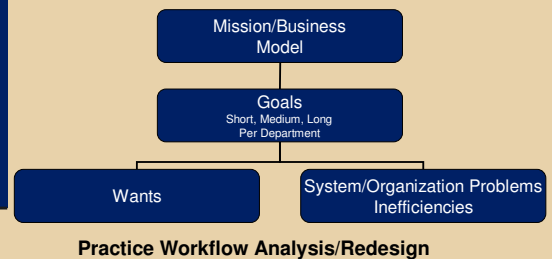 Mission/Business
Model
Goals
Short, Medium, Long
Per Department
Wants
System/Organization Problems
Inefficiencies
Practice Workflow Analysis/Redesign